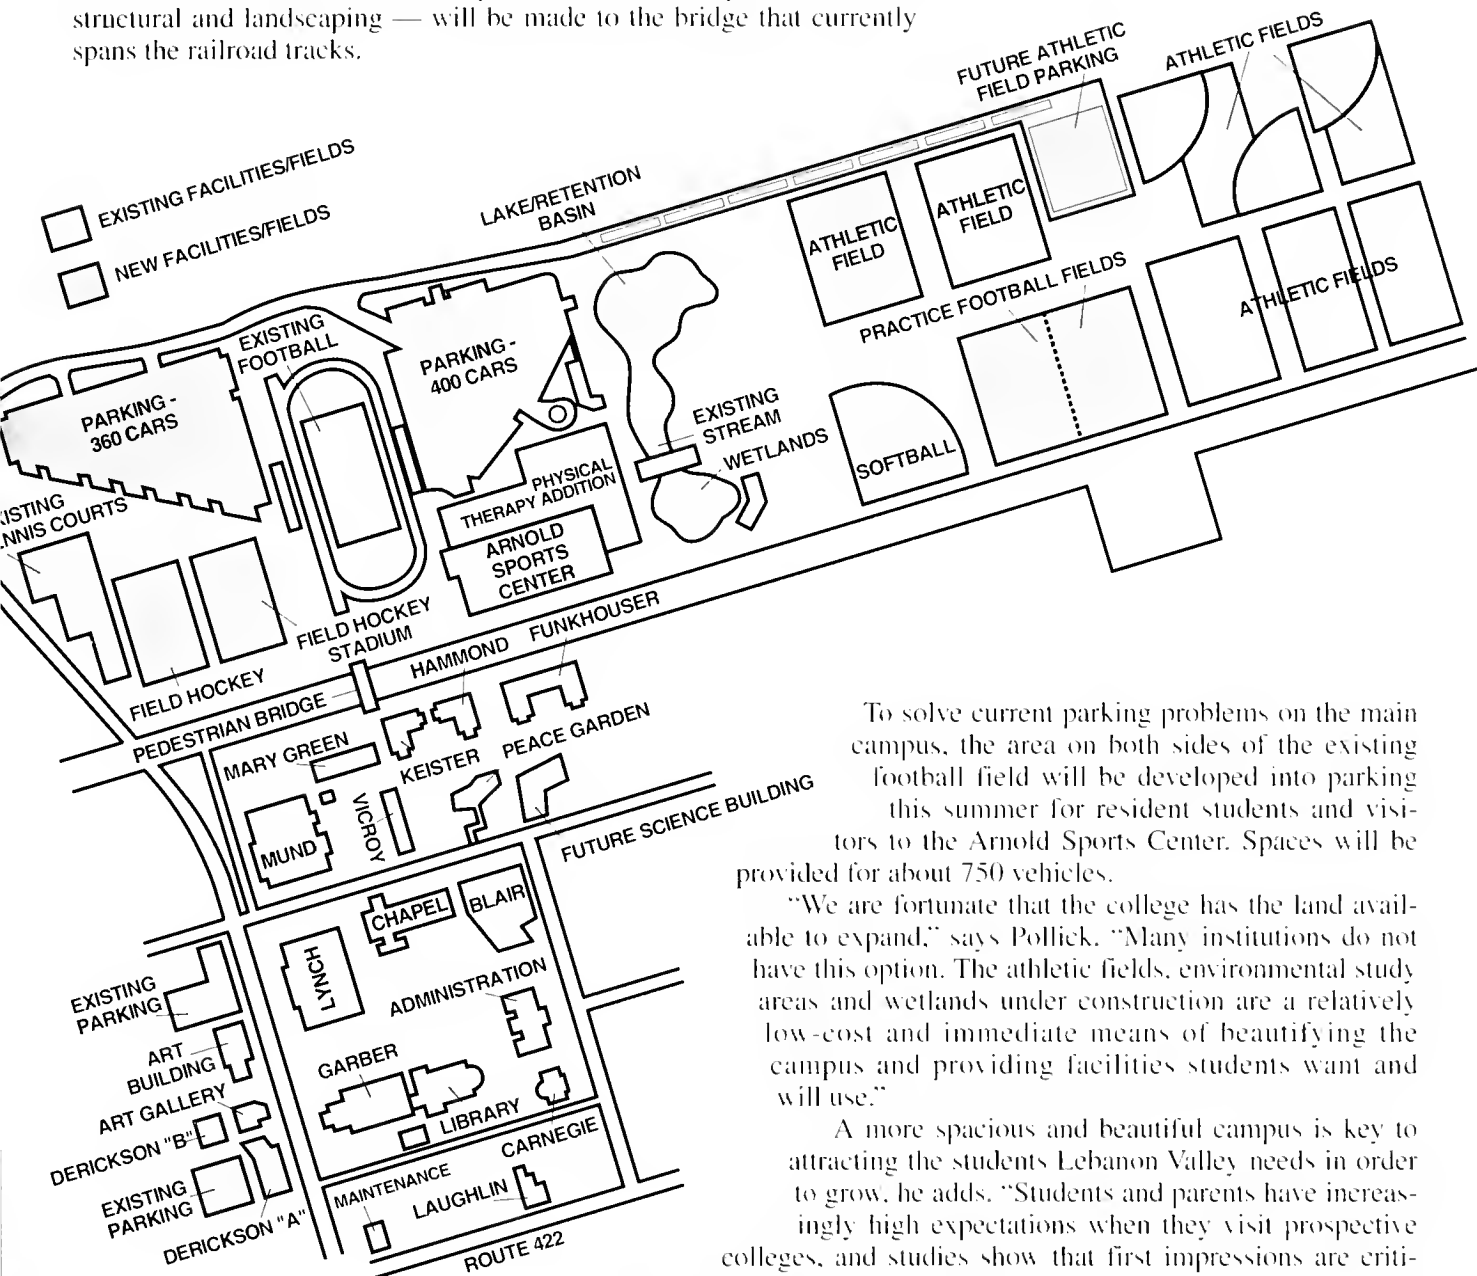 structural and landscaping — will be made to the bridge that currently
spans the railroad tracks.
EXISTING FACILITIES/FIELDS
NEW FACILITIES/FIELDS
LAKE/RETENTION
BASIN
FUTURE ATHLETIC
FIELD PARKING
ATHLETIC FIELDS
ATHLETIC
FIELD
ATHLETIC
FIELD
PRACTICE FOOTBALL FIELDS
ATHLETIC FIELDS
EXISTING
FOOTBALL
PARKING -
400 CARS
PARKING -
360 CARS
EXISTING
STREAM
WETLANDS
SOFTBALL
PHYSICAL
THERAPY ADDITION
ARNOLD
SPORTS
CENTER
XISTING
NNIS COURTS
FIELD HOCKEY
STADIUM
FIELD HOCKEY
PEDESTRIAN BRIDGE
HAMMOND
FUNKHOUSER
MARY GREEN
KEISTER
PEACE GARDEN
VICROY
MUND
FUTURE SCIENCE BUILDING
CHAPEL
BLAIR
LYNCH
ADMINISTRATION
EXISTING
PARKING
ART
BUILDING
ART GALLERY
DERICKSON "B"
EXISTING
PARKING
DERICKSON "A"
GARBER
LIBRARY
CARNEGIE
MAINTENANCE
LAUGHLIN
ROUTE 422
To solve current parking problems on the main
campus, the area on both sides of the existing
football field will be developed into parking
this summer for resident students and visi-
tors to the Arnold Sports Center. Spaces will be
provided for about 750 vehicles.
“We are fortunate that the college has the land avail-
able to expand,” says Pollick. “Many institutions do not
have this option. The athletic fields, environmental study
areas and wetlands under construction are a relatively
low-cost and immediate means of beautifying the
campus and providing facilities students want and
will use.”
A more spacious and beautiful campus is key to
attracting the students Lebanon Valley needs in order
to grow, he adds. “Students and parents have increas-
ingly high expectations when they visit prospective
colleges, and studies show that first impressions are criti-